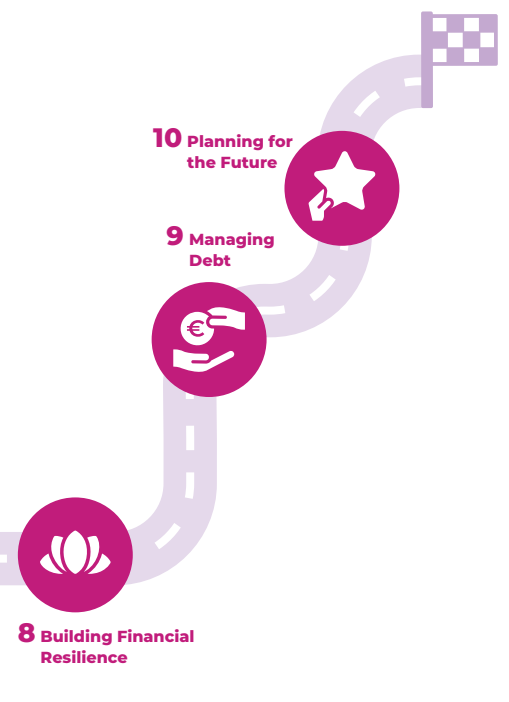 10 Planning for
the Future
9 Managing
Debt
€
8 Building Financial
Resilience